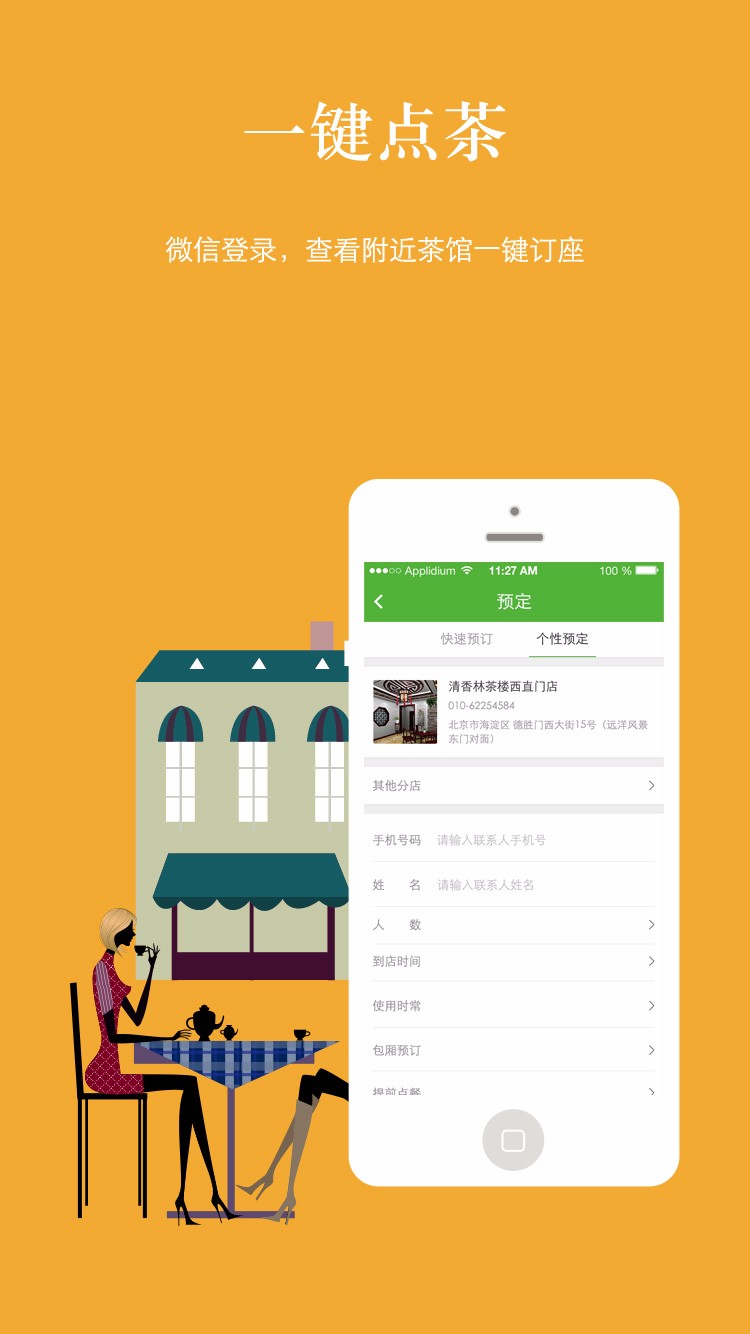 一键点茶
微信登录，查看附近茶馆一键订座
Applidium 11:27 AM 100 %
预定
快速预订 个性预定
清香林茶楼西直门店
010-62254584
北京市海淀区 德胜门西大街15号（远洋风景
东门对面）
其他分店
手机号码 请输入联系人手机号
姓 名 请输入联系人姓名
人 数
到店时间
使用时常
包厢预订
提前点餐